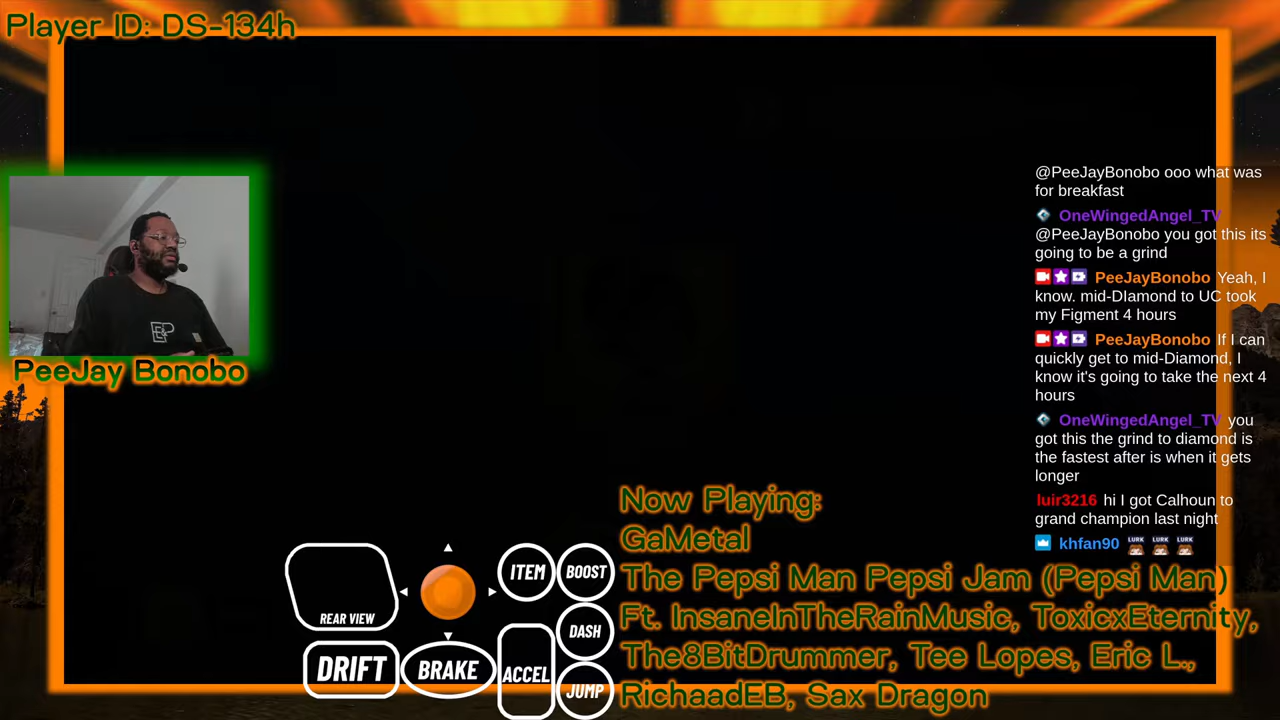 Player ID: DS-134h
@PeeJayBonobo ooo what was
for breakfast
OneWingedAngel_TV
@PeeJayBonobo you got this its
going to be a grind
PeeJayBonobo Yeah, I
know. mid-DIamond to UC took
my Figment 4 hours
PeeJayBonobo If I can
quickly get to mid-Diamond, I
know it's going to take the next 4
hours
OneWingedAngel_TV you
got this the grind to diamond is
the fastest after is when it gets
longer
luir3216 hi I got Calhoun to
grand champion last night
khfan90 LURK LURK LURK
PeeJay Bonobo
Now Playing:
GaMetal
The Pepsi Man Pepsi Jam (Pepsi Man)
Ft. InsaneInTheRainMusic, ToxicxEternity,
The8BitDrummer, Tee Lopes, Eric L.,
RichaadEB, Sax Dragon
REAR VIEW
ITEM
BOOST
DASH
DRIFT
BRAKE
ACCEL
JUMP